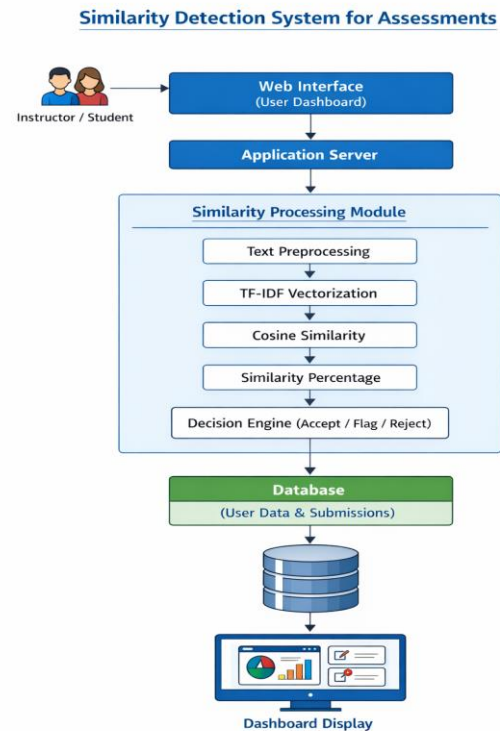 Similarity Detection System for Assessments
Instructor / Student
Web Interface
(User Dashboard)
Application Server
Similarity Processing Module
Text Preprocessing
TF-IDF Vectorization
Cosine Similarity
Similarity Percentage
Decision Engine (Accept / Flag / Reject)
Database
(User Data & Submissions)
Dashboard Display